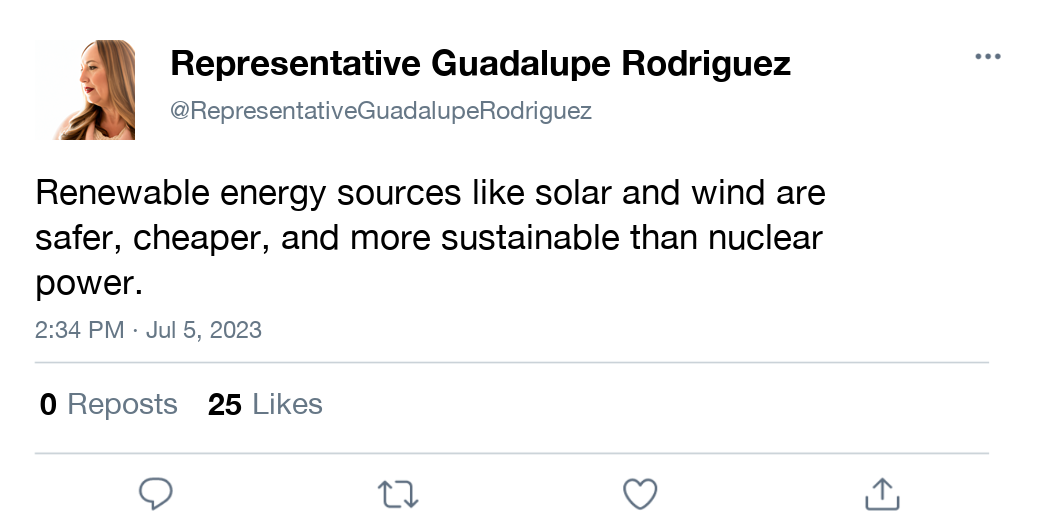 Representative Guadalupe Rodriguez
@RepresentativeGuadalupeRodriguez
Renewable energy sources like solar and wind are
safer, cheaper, and more sustainable than nuclear
power.
2:34 PM · Jul 5, 2023
0 Reposts 25 Likes